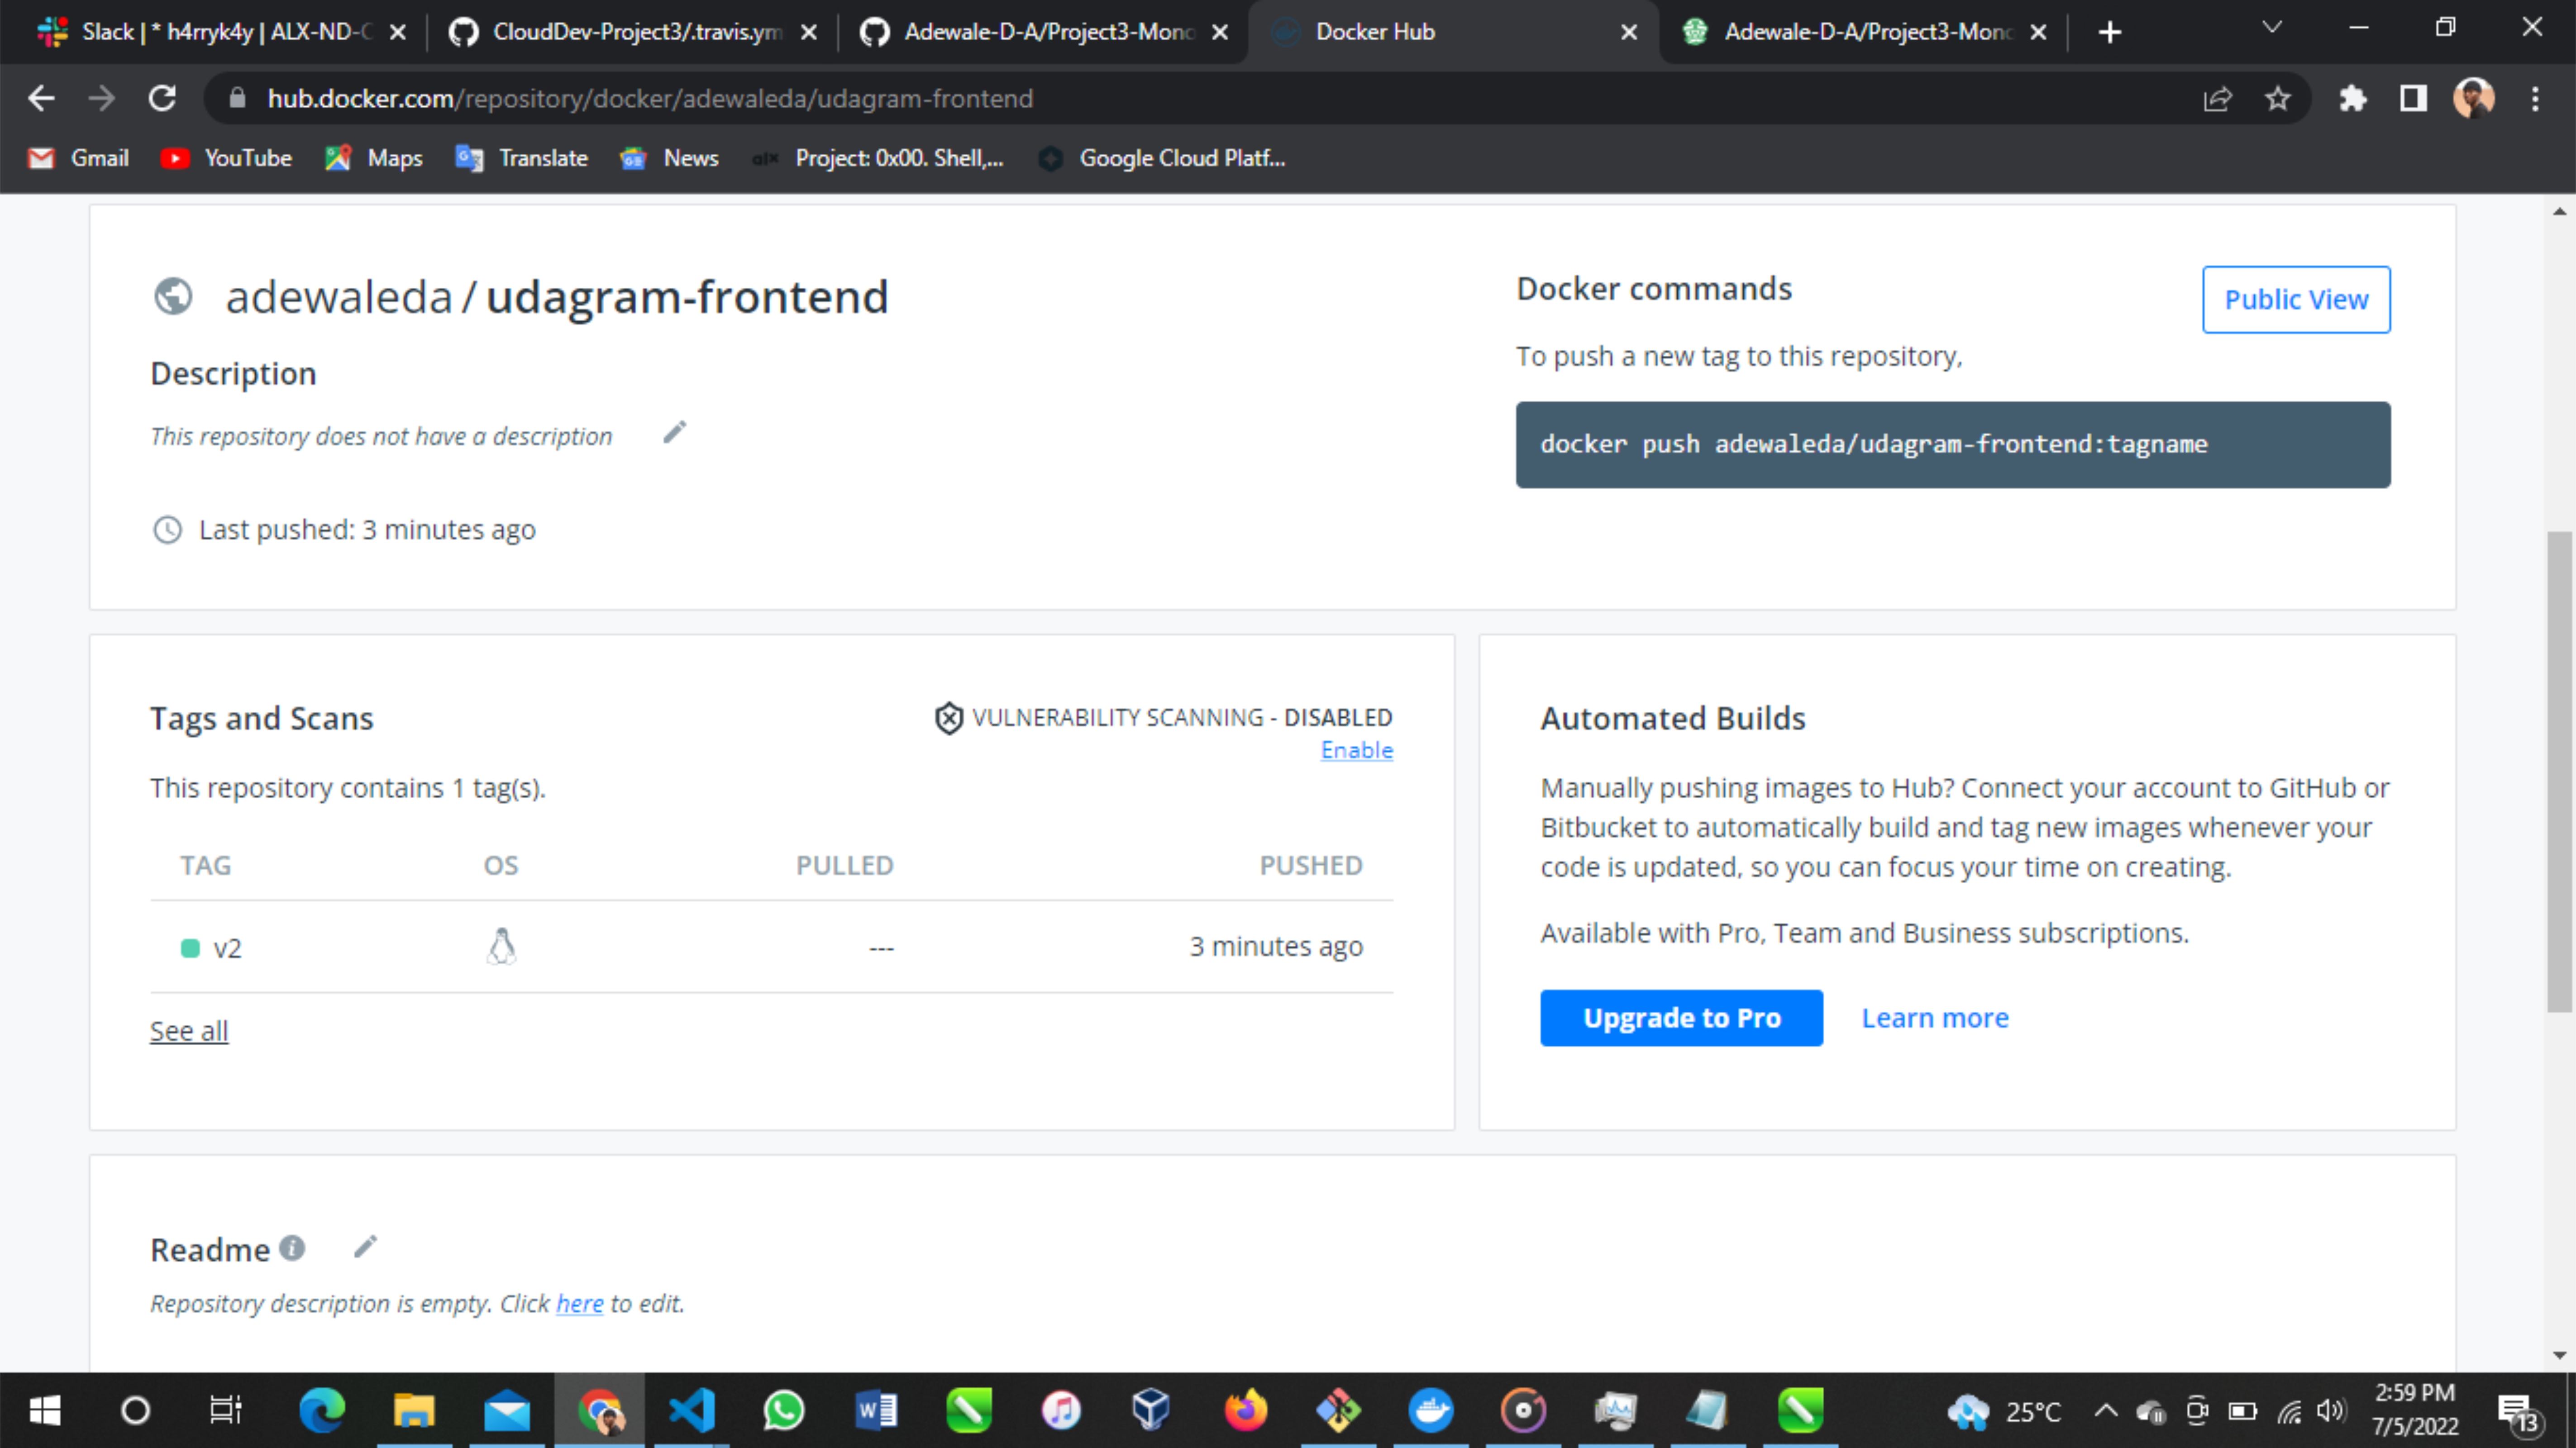 Slack | * h4rryk4y | ALX-ND-C
CloudDev-Project3/.travis.ym
Adewale-D-A/Project3-Mono
Docker Hub
Adewale-D-A/Project3-Mono
hub.docker.com/repository/docker/adewaleda/udagram-frontend
Gmail
YouTube
Maps
Translate
News
alx
Project: 0x00. Shell,...
Google Cloud Platf...
adewaleda / udagram-frontend
Description
This repository does not have a description
Last pushed: 3 minutes ago
Docker commands
Public View
To push a new tag to this repository,
docker push adewaleda/udagram-frontend:tagname
Tags and Scans
VULNERABILITY SCANNING - DISABLED
Enable
This repository contains 1 tag(s).
TAG OS PULLED PUSHED
v2 --- 3 minutes ago
See all
Automated Builds
Manually pushing images to Hub? Connect your account to GitHub or
Bitbucket to automatically build and tag new images whenever your
code is updated, so you can focus your time on creating.
Available with Pro, Team and Business subscriptions.
Upgrade to Pro
Learn more
Readme
Repository description is empty. Click here to edit.
25°C
2:59 PM
7/5/2022
13